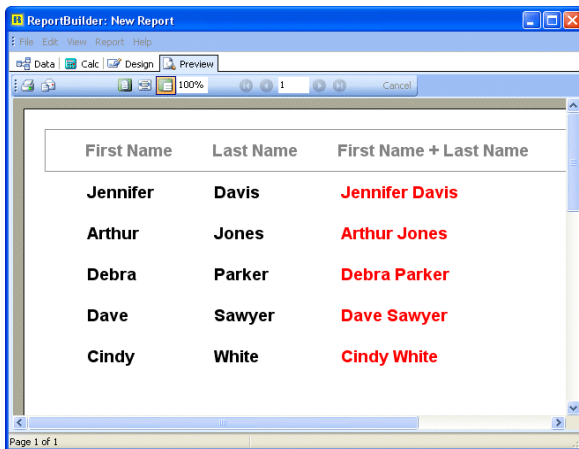 ReportBuilder: New Report
File Edit View Report Help
Data Calc Design Preview
100% 1 Cancel
First Name Last Name First Name + Last Name
Jennifer Davis Jennifer Davis
Arthur Jones Arthur Jones
Debra Parker Debra Parker
Dave Sawyer Dave Sawyer
Cindy White Cindy White
Page 1 of 1